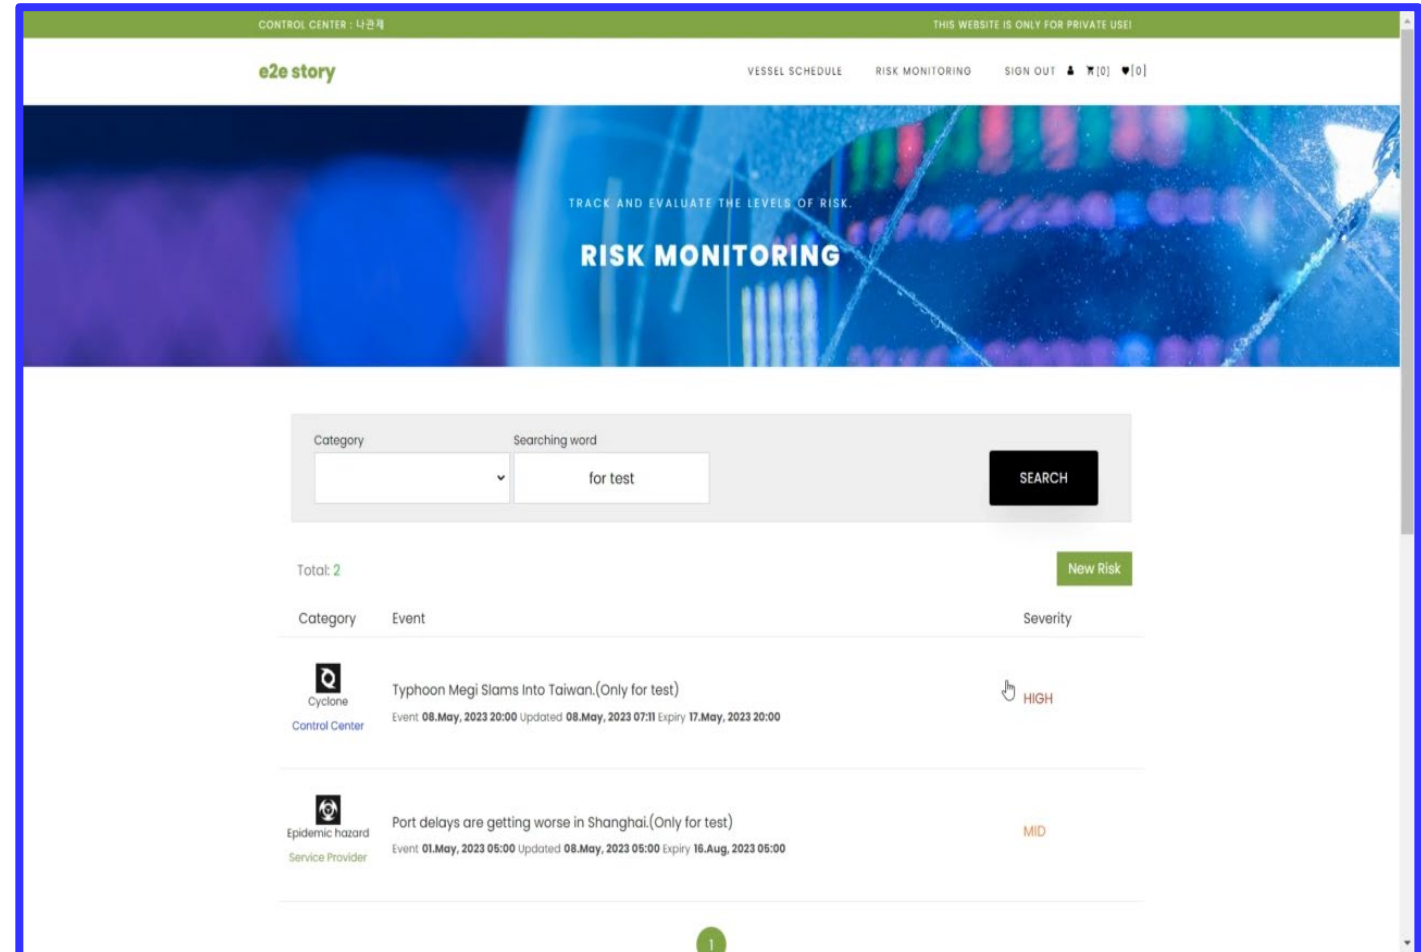 CONTROL CENTER : 나관제
THIS WEBSITE IS ONLY FOR PRIVATE USE!
e2e story
VESSEL SCHEDULE RISK MONITORING SIGN OUT [0] [0]
TRACK AND EVALUATE THE LEVELS OF RISK.
RISK MONITORING
Category Searching word
for test
SEARCH
Total: 2
New Risk
Category Event Severity
Cyclone
Control Center
Typhoon Megi Slams Into Taiwan.(Only for test)
Event 08.May, 2023 20:00 Updated 08.May, 2023 07:11 Expiry 17.May, 2023 20:00
HIGH
Epidemic hazard
Service Provider
Port delays are getting worse in Shanghai.(Only for test)
Event 01.May, 2023 05:00 Updated 08.May, 2023 05:00 Expiry 16.Aug, 2023 05:00
MID
1